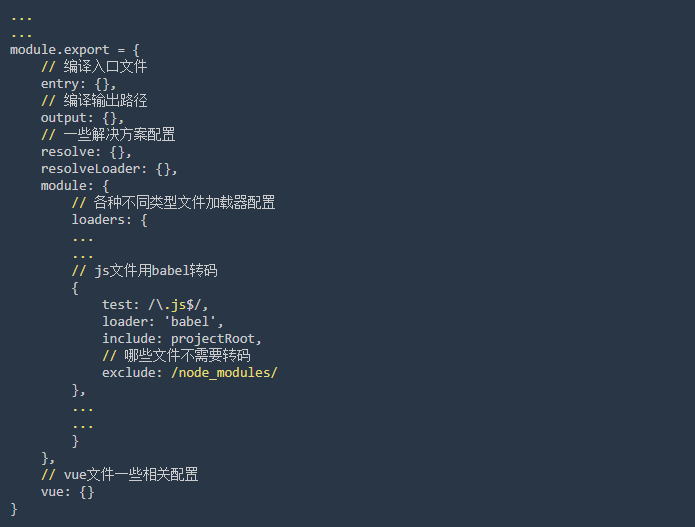 ...
...
module.export = {
    // 编译入口文件
    entry: {},
    // 编译输出路径
    output: {},
    // 一些解决方案配置
    resolve: {},
    resolveLoader: {},
    module: {
        // 各种不同类型文件加载器配置
        loaders: {
        ...
        ...
        // js文件用babel转码
        {
            test: /\.js$/,
            loader: 'babel',
            include: projectRoot,
            // 哪些文件不需要转码
            exclude: /node_modules/
        },
        ...
        ...
        }
    },
    // vue文件一些相关配置
    vue: {}
}